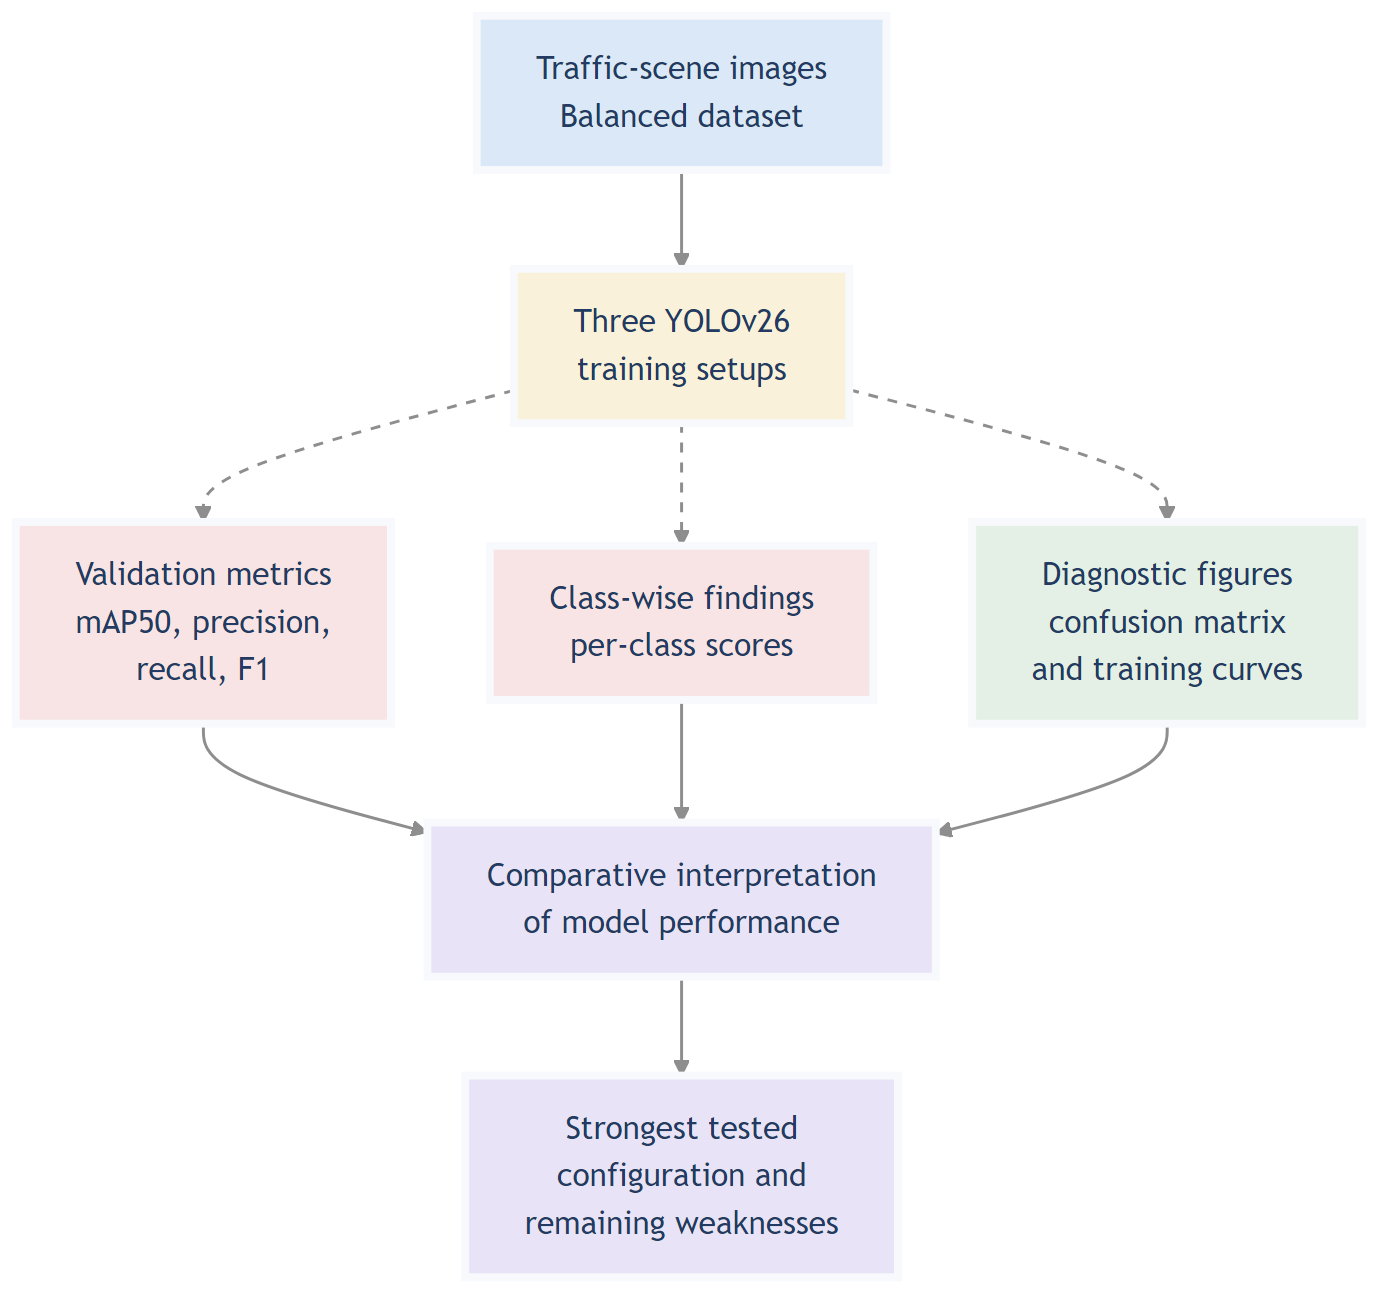 Traffic-scene images
Balanced dataset
Three YOLOv26
training setups
Validation metrics
mAP50, precision,
recall, F1
Class-wise findings
per-class scores
Diagnostic figures
confusion matrix
and training curves
Comparative interpretation
of model performance
Strongest tested
configuration and
remaining weaknesses